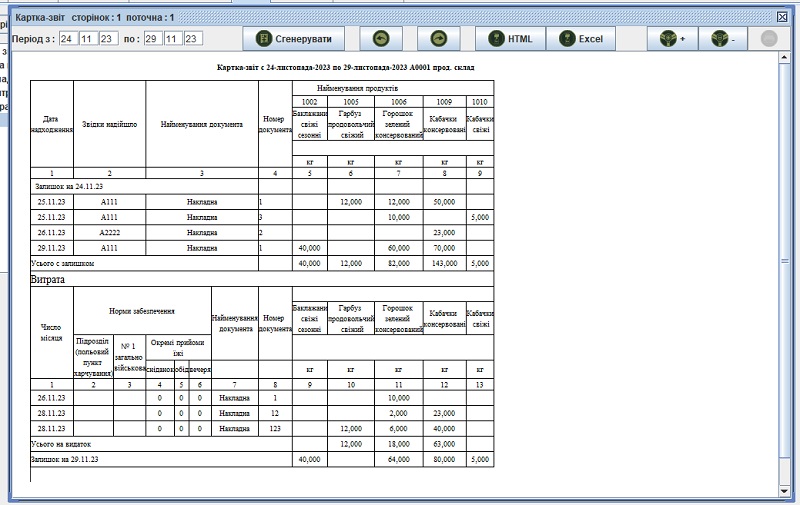 Картка-звіт сторінок : 1 поточна : 1
Період з : 24 11 23 по : 29 11 23 Сгенерувати HTML Excel + -
Картка-звіт с 24-листопада-2023 по 29-листопада-2023 А0001 прод. склад
Дата надходження Звідки надійшло Найменування документа Номер документа Найменування продуктів
1002 1005 1006 1009 1010
Баклажани свіжі сезонні Гарбуз продовольчий свіжий Горошок зелений консервований Кабачки консервовані Кабачки свіжі
кг кг кг кг кг
1 2 3 4 5 6 7 8 9
Залишок на 24.11.23
25.11.23 А111 Накладна 1 12,000 12,000 50,000
25.11.23 А111 Накладна 3 10,000 5,000
26.11.23 А2222 Накладна 2 23,000
29.11.23 А111 Накладна 1 40,000 60,000 70,000
Усього с залишком 40,000 12,000 82,000 143,000 5,000
Витрата
Число місяця Норми забезпечення Найменування документа Номер документа Баклажани свіжі сезонні Гарбуз продовольчий свіжий Горошок зелений консервований Кабачки консервовані Кабачки свіжі
Підрозділ (польовий пункт харчування) № 1 загально військова Окремі прийоми їжі
сніданок обід вечеря кг кг кг кг кг
1 2 3 4 5 6 7 8 9 10 11 12 13
26.11.23 0 0 0 Накладна 1 10,000
28.11.23 0 0 0 Накладна 12 2,000 23,000
28.11.23 0 0 0 Накладна 123 12,000 6,000 40,000
Усього на видаток 12,000 18,000 63,000
Залишок на 29.11.23 40,000 64,000 80,000 5,000